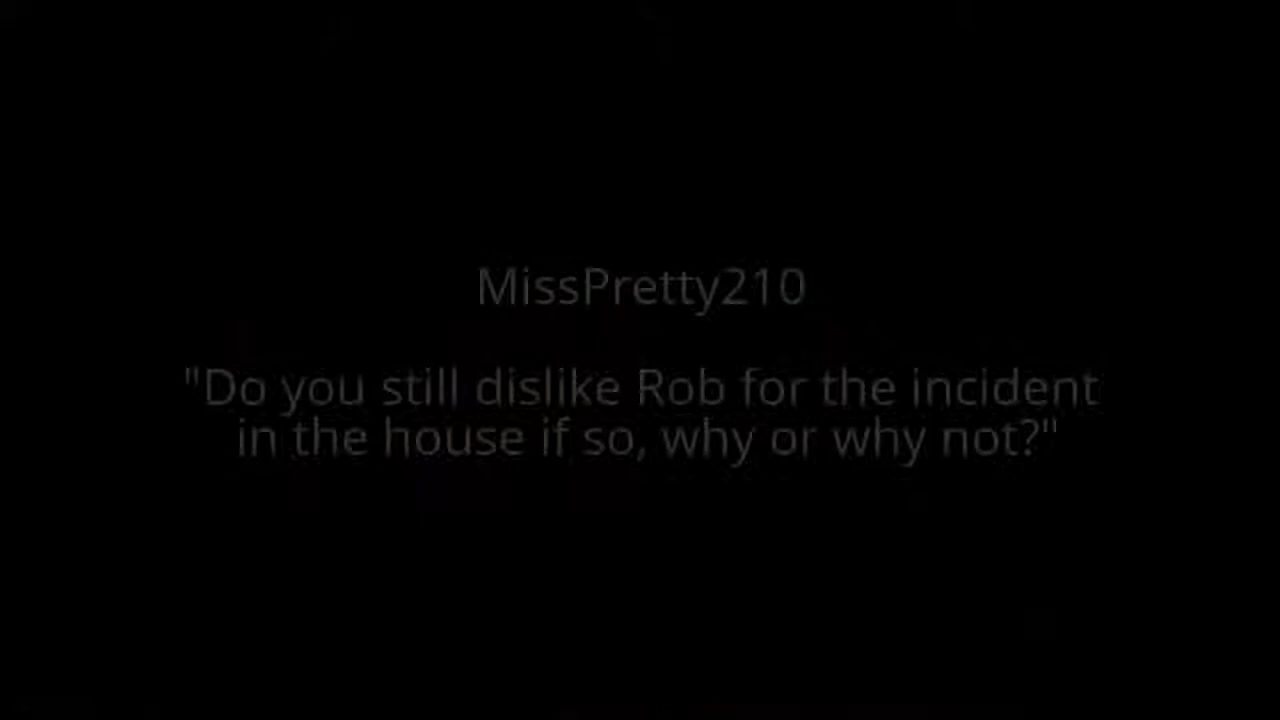 MissPretty210
"Do you still dislike Rob for the incident
in the house if so, why or why not?"